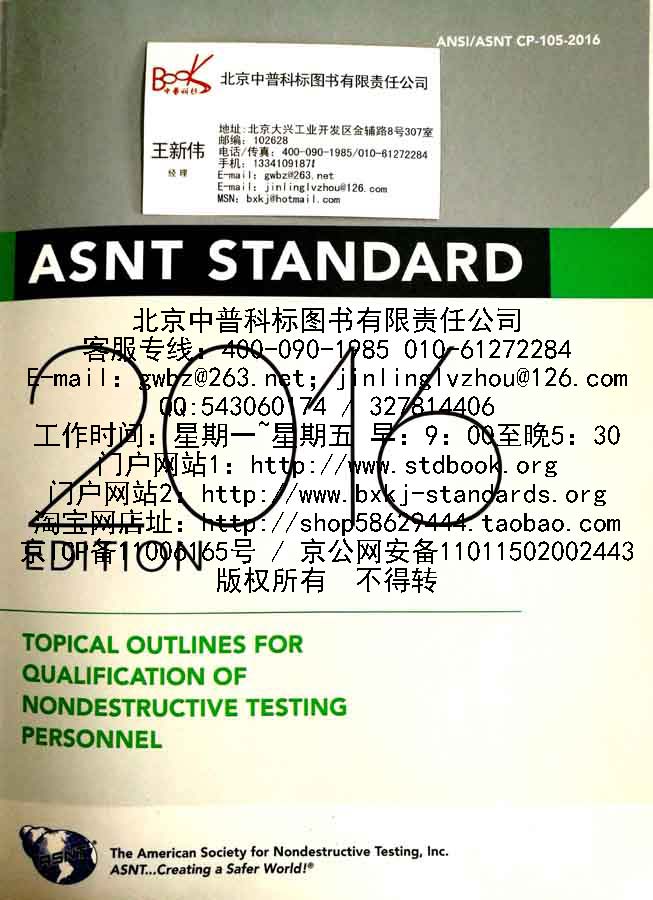 ANSI/ASNT CP-105-2016
BOOKS
中普科标
北京中普科标图书有限责任公司
王新伟
经理
地址:北京大兴工业开发区金辅路8号307室
邮编: 102628
电话/传真: 400-090-1985/010-61272284
手机: 13341091871
E-mail: gwbz@263.net
E-mail: jinlinglvzhou@126.com
MSN: bxkj@hotmail.com
ASNT STANDARD
2016
EDITION
北京中普科标图书有限责任公司
客服专线: 400-090-1985 010-61272284
E-mail: gwbz@263.net; jinlinglvzhou@126.com
QQ:543060174 / 327814406
工作时间: 星期一~星期五 早: 9: 00至晚5: 30
门户网站1: http://www.stdbook.org
门户网站2: http://www.bxkj-standards.org
淘宝网店址: http://shop58629444.taobao.com
京ICP备11006165号 / 京公网安备11011502002443
版权所有 不得转
TOPICAL OUTLINES FOR
QUALIFICATION OF
NONDESTRUCTIVE TESTING
PERSONNEL
ASNT
The American Society for Nondestructive Testing, Inc.
ASNT...Creating a Safer World!®